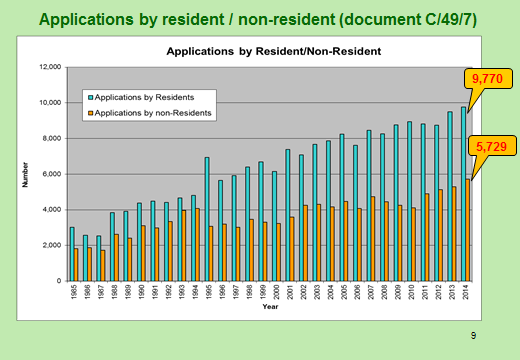 Applications by resident / non-resident (document C/49/7)
Applications by Resident/Non-Resident
12,000
10,000
8,000
6,000
4,000
2,000
0
Number
Applications by Residents
Applications by non-Residents
9,770
5,729
1985 1986 1987 1988 1989 1990 1991 1992 1993 1994 1995 1996 1997 1998 1999 2000 2001 2002 2003 2004 2005 2006 2007 2008 2009 2010 2011 2012 2013 2014
Year
9